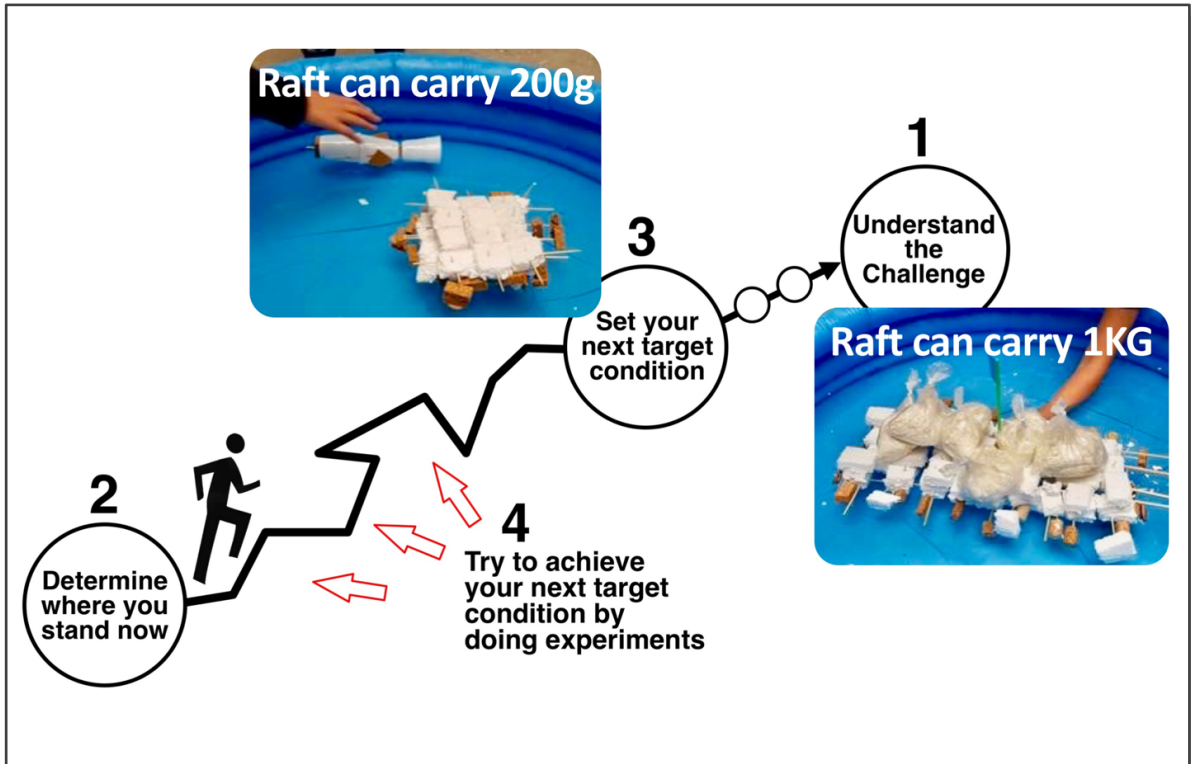 Raft can carry 200g
1
Understand
the
Challenge
3
Set your
next target
condition
Raft can carry 1KG
2
Determine
where you
stand now
4
Try to achieve
your next target
condition by
doing experiments